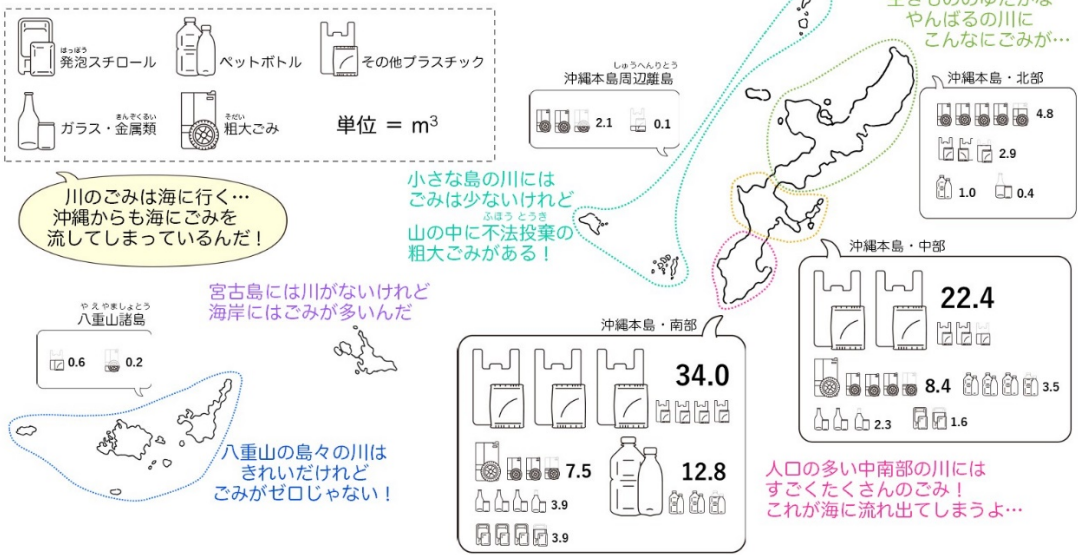 はっぽう
発泡スチロール
ペットボトル
その他プラスチック
きんぞくるい
ガラス・金属類
そだい
粗大ごみ
単位 = m³
川のごみは海に行く…
沖縄からも海にごみを
流してしまっているんだ！
しゅうへんりとう
沖縄本島周辺離島
2.1
0.1
小さな島の川には
ごみは少ないけれど
ふほう とうき
山の中に不法投棄の
粗大ごみがある！
やんばるの川に
こんなにごみが…
沖縄本島・北部
4.8
2.9
1.0
0.4
沖縄本島・中部
22.4
8.4
3.5
2.3
1.6
宮古島には川がないけれど
海岸にはごみが多いんだ
やえやましょとう
八重山諸島
0.6
0.2
八重山の島々の川は
きれいだけれど
ごみがゼロじゃない！
沖縄本島・南部
34.0
7.5
12.8
3.9
3.9
人口の多い中南部の川には
すごくたくさんのごみ！
これが海に流れ出てしまうよ…